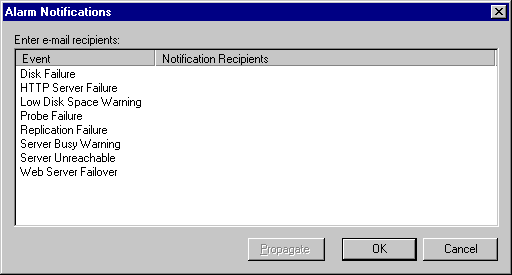 Alarm Notifications
Enter e-mail recipients:
Event Notification Recipients
Disk Failure
HTTP Server Failure
Low Disk Space Warning
Probe Failure
Replication Failure
Server Busy Warning
Server Unreachable
Web Server Failover
Propagate OK Cancel